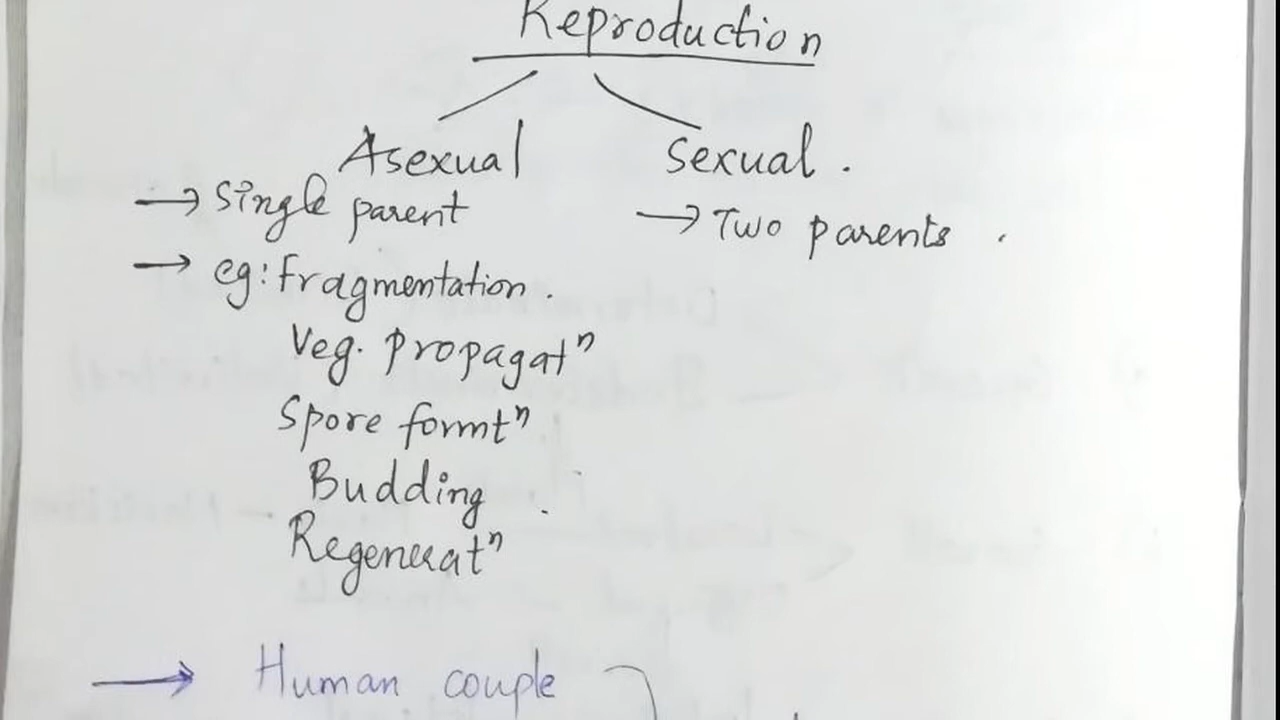 Reproduction
Asexual
Sexual .
→ Single parent
→ Two parents .
→ eg: fragmentation .
Veg. propagatⁿ
Spore formtⁿ
Budding .
Regeneratⁿ
→ Human couple